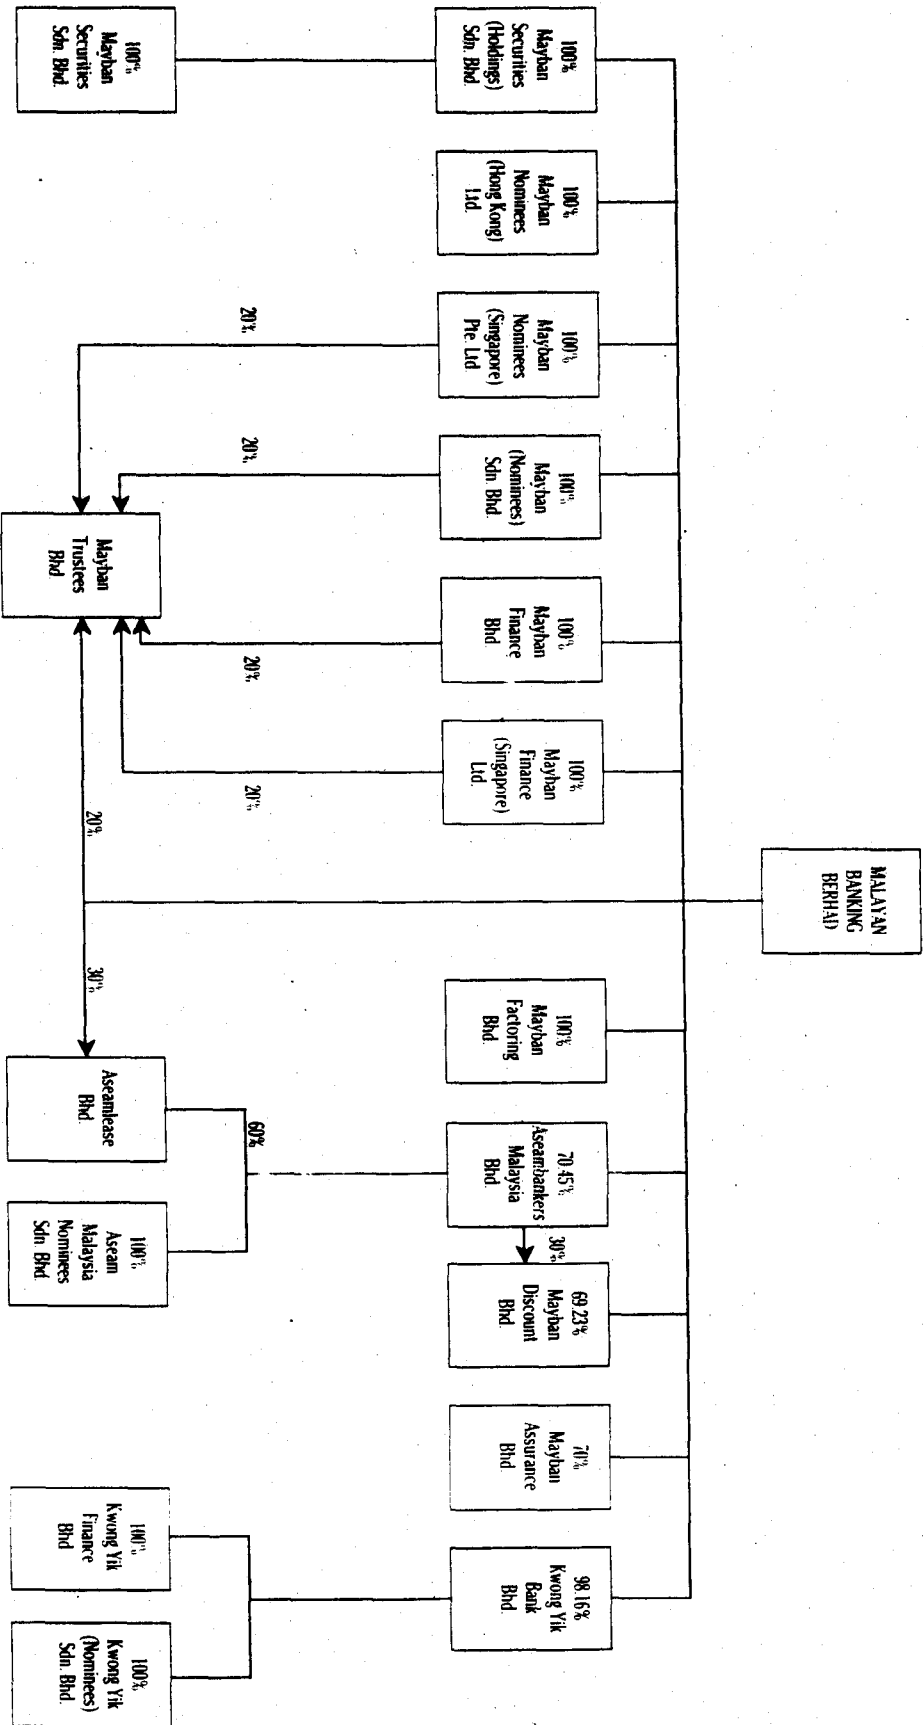 MALAYAN
BANKING
BERHAD
100%
Mayban
Securities
(Holdings)
Sdn. Bhd.
100%
Mayban
Nominees
(Hong Kong)
Ltd.
100%
Mayban
Nominees
(Singapore)
Pte. Ltd.
100%
Mayban
(Nominees)
Sdn. Bhd.
100%
Mayban
Finance
Bhd.
100%
Mayban
Finance
(Singapore)
Ltd.
100%
Mayban
Factoring
Bhd.
70.45%
Aseambankers
Malaysia
Bhd.
30%
69.23%
Mayban
Discount
Bhd.
70%
Mayban
Assurance
Bhd.
98.16%
Kwong Yik
Bank
Bhd.
20%
20%
20%
20%
20%
30%
60%
100%
Mayban
Securities
Sdn. Bhd.
Mayban
Trustees
Bhd.
Aseamlease
Bhd.
100%
Aseam
Malaysia
Nominees
Sdn. Bhd.
100%
Kwong Yik
Finance
Bhd
100%
Kwong Yik
(Nominees)
Sdn. Bhd.